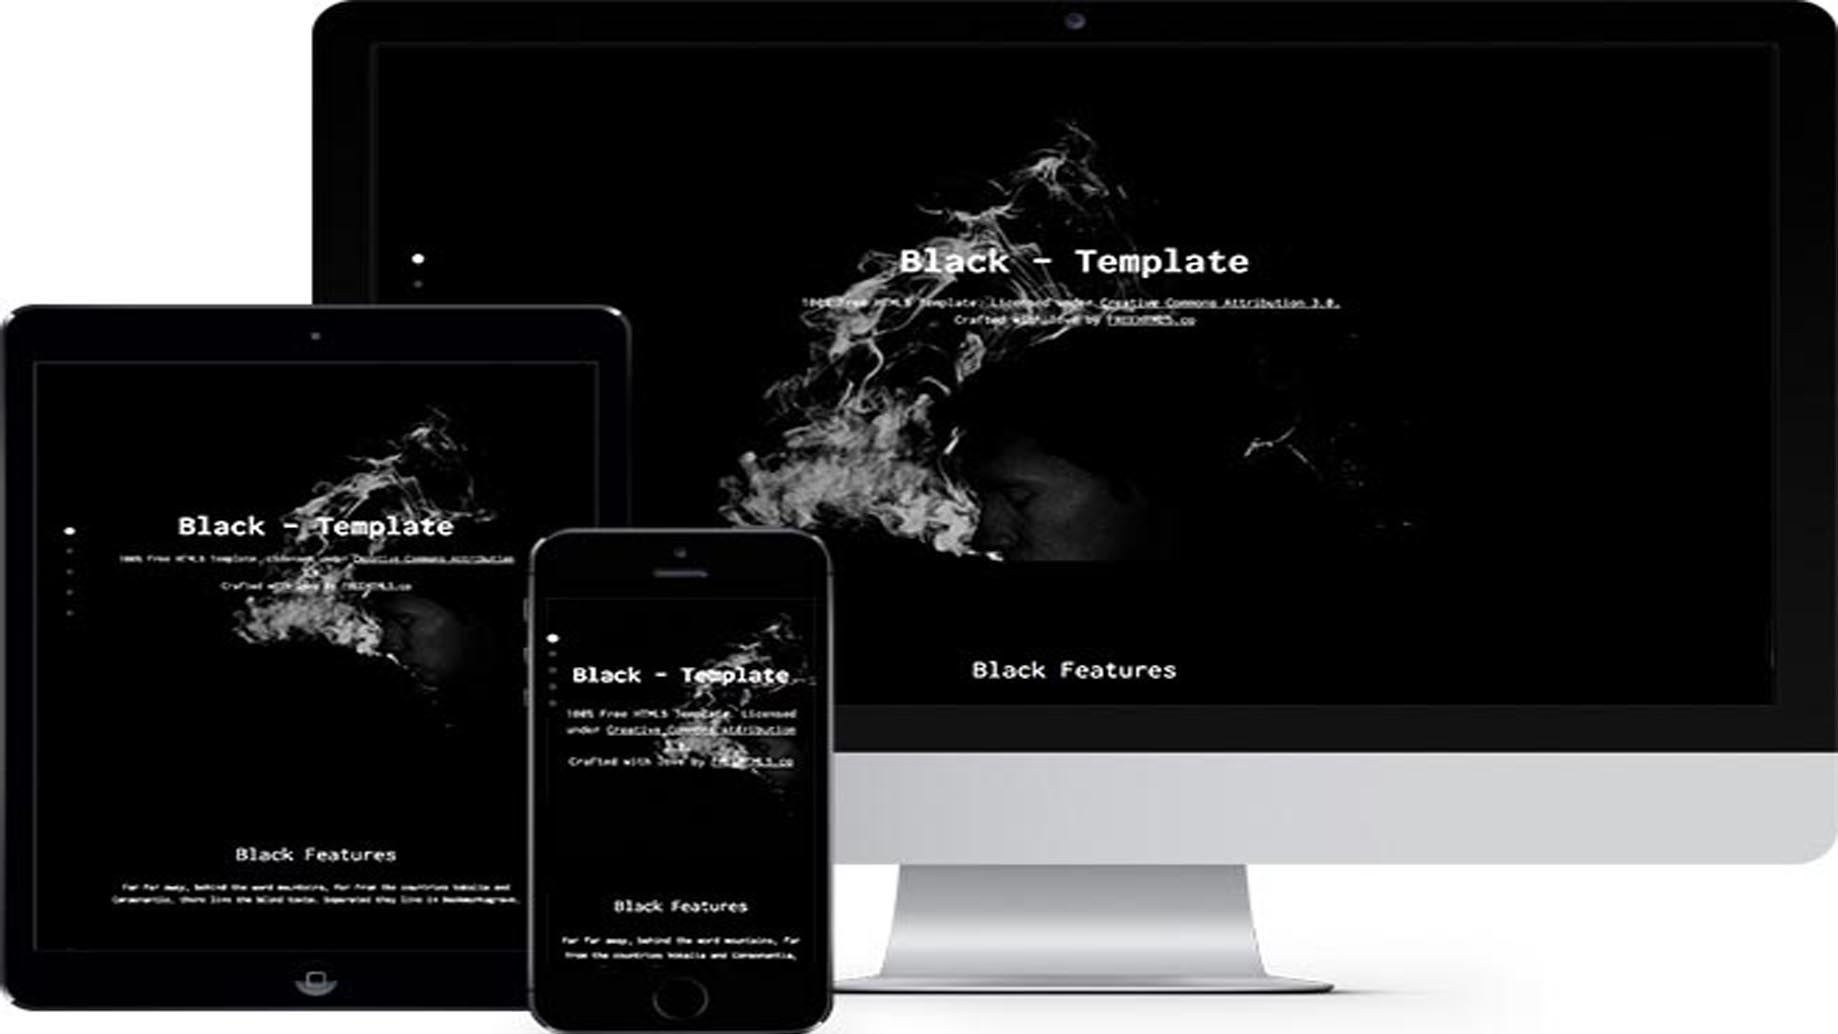 Black - Template
100% Free HTML5 Template. Licensed under Creative Commons Attribution 3.0.
Crafted with love by FREEHTML5.co
Black Features
Black - Template
100% Free HTML5 Template. Licensed under Creative Commons Attribution
Crafted with love by FREEHTML5.co
Black Features
Far far away, behind the word mountains, far from the countries Vokalia and
Consonantia, there live the blind texts. Separated they live in Bookmarksgrove.
Black - Template
100% Free HTML5 Template. Licensed
under Creative Commons Attribution
3.0.
Crafted with love by FREEHTML5.co
Black Features
Far far away, behind the word mountains, far
from the countries Vokalia and Consonantia,